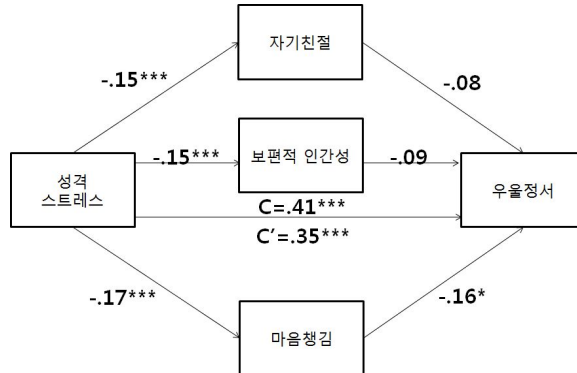 자기친절
-.15***
-.08
보편적 인간성
-.15***
-.09
성격
스트레스
우울정서
C=.41***
C’=.35***
-.17***
-.16*
마음챙김